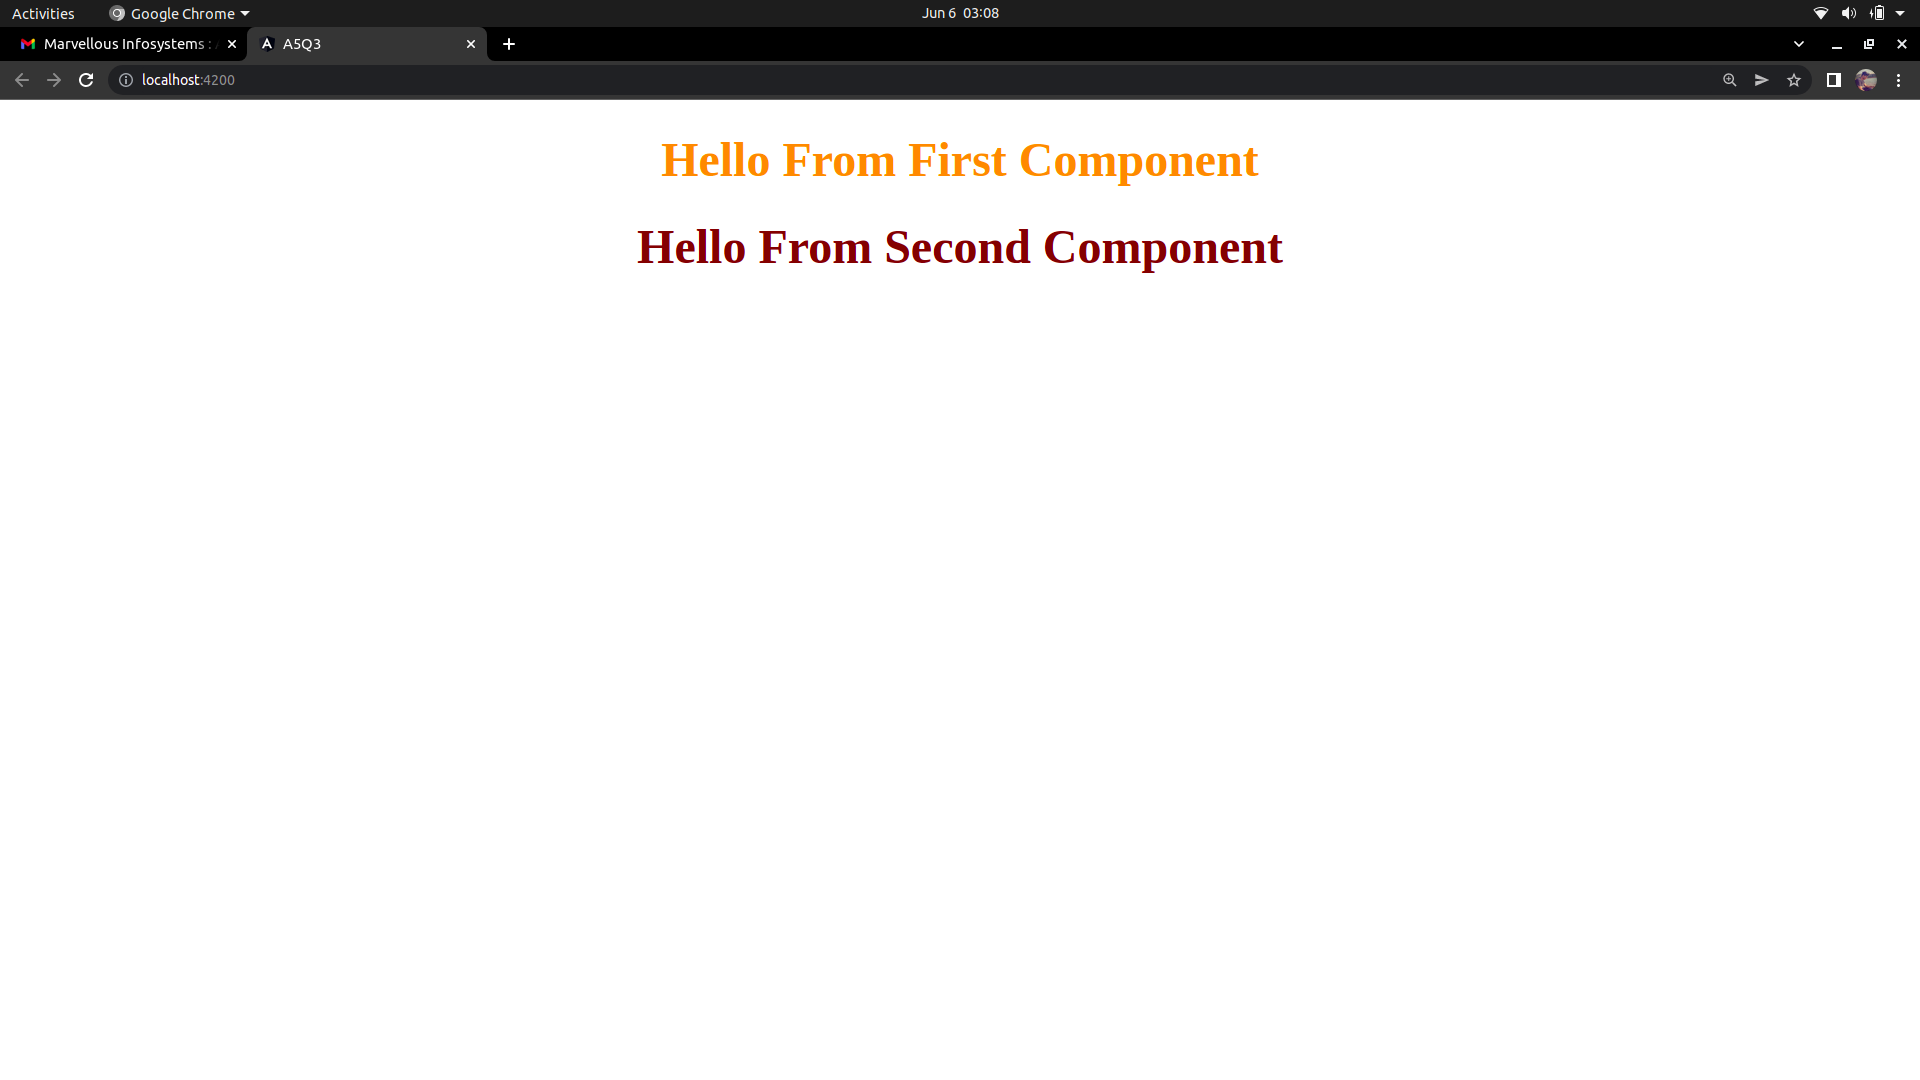 Activities
Google Chrome
Jun 6 03:08
Marvellous Infosystems :
A5Q3
localhost:4200
Hello From First Component
Hello From Second Component